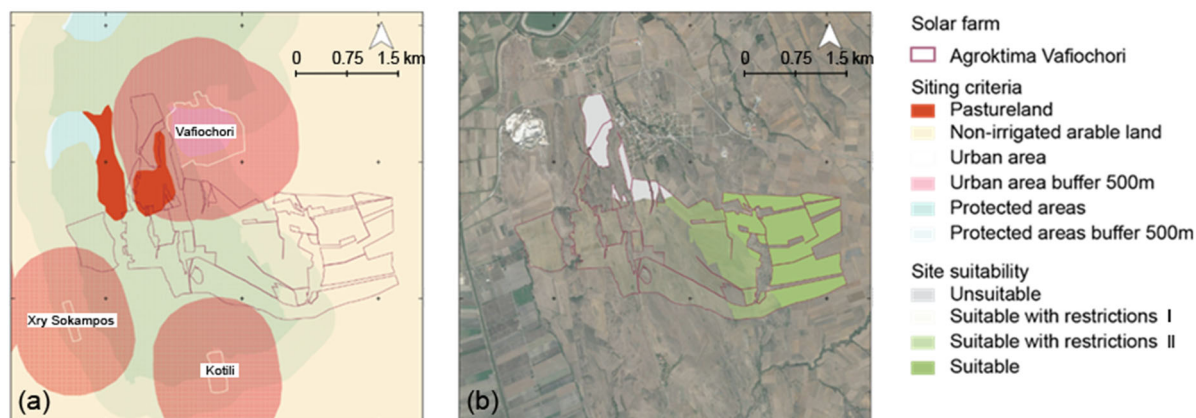 0 0.75 1.5 km
Vafiochori
Xry Sokampos
Kotili
(a)
0 0.75 1.5 km
(b)
Solar farm
Agroktima Vafiochori
Siting criteria
Pastureland
Non-irrigated arable land
Urban area
Urban area buffer 500m
Protected areas
Protected areas buffer 500m
Site suitability
Unsuitable
Suitable with restrictions I
Suitable with restrictions II
Suitable